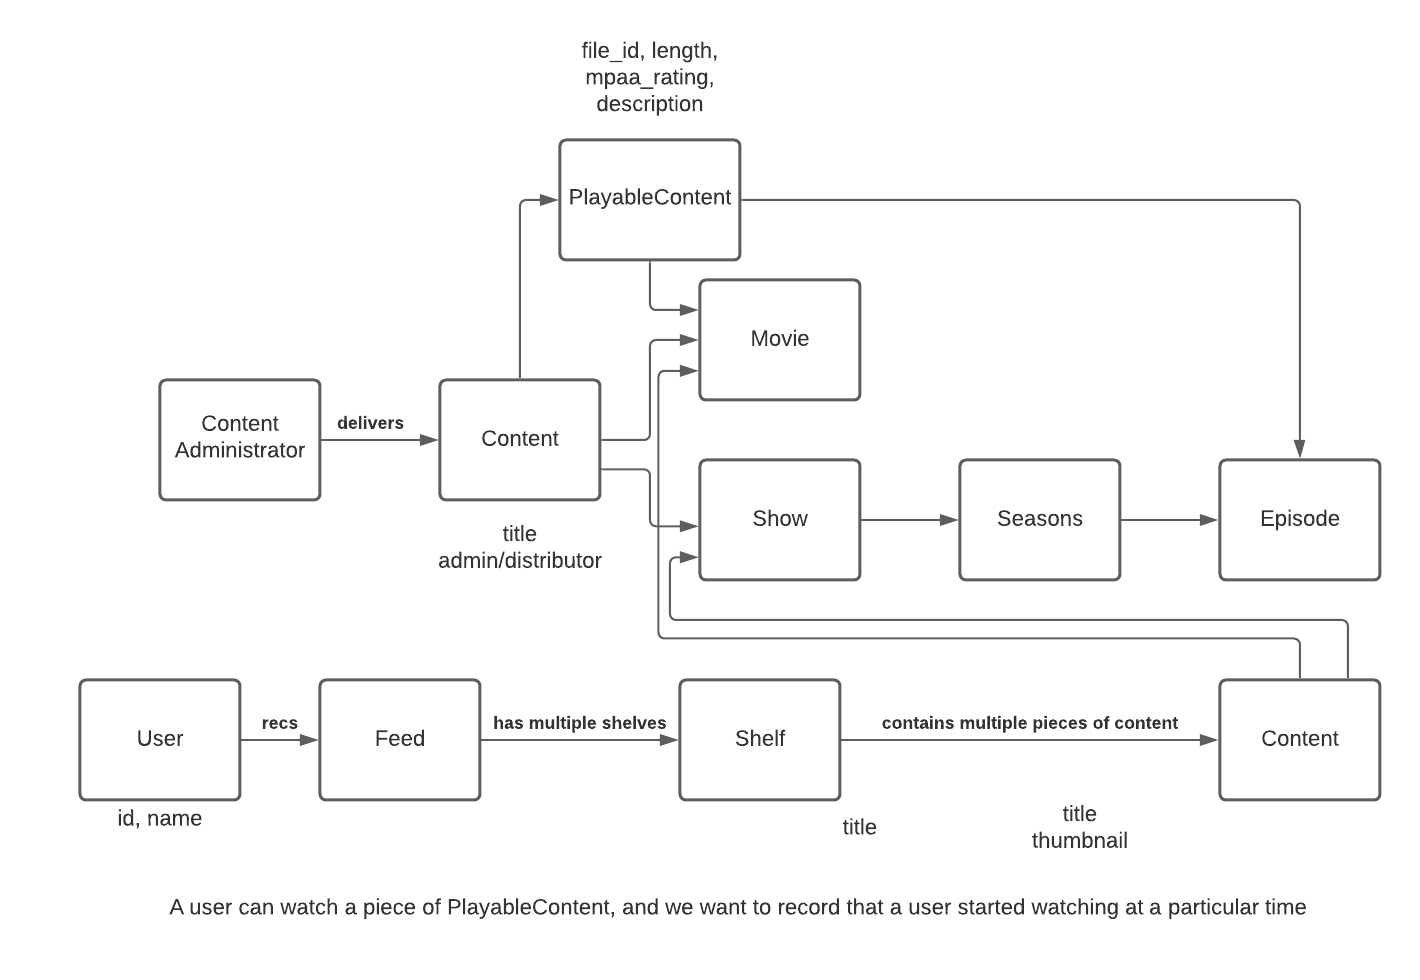 file_id, length,
mpaa_rating,
description
PlayableContent
Movie
Content
Administrator
delivers
Content
title
admin/distributor
Show
Seasons
Episode
User
recs
Feed
has multiple shelves
Shelf
contains multiple pieces of content
Content
id, name
title
title
thumbnail
A user can watch a piece of PlayableContent, and we want to record that a user started watching at a particular time